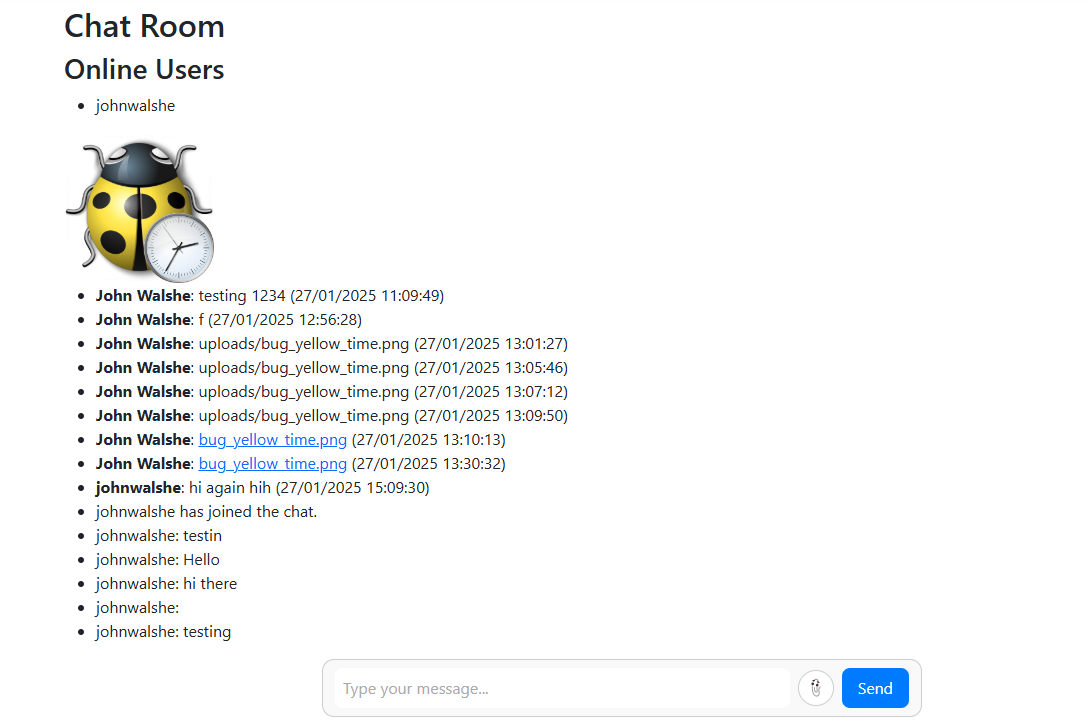 Chat Room
Online Users
johnwalshe
John Walshe: testing 1234 (27/01/2025 11:09:49)
John Walshe: f (27/01/2025 12:56:28)
John Walshe: uploads/bug_yellow_time.png (27/01/2025 13:01:27)
John Walshe: uploads/bug_yellow_time.png (27/01/2025 13:05:46)
John Walshe: uploads/bug_yellow_time.png (27/01/2025 13:07:12)
John Walshe: uploads/bug_yellow_time.png (27/01/2025 13:09:50)
John Walshe: bug_yellow_time.png (27/01/2025 13:10:13)
John Walshe: bug_yellow_time.png (27/01/2025 13:30:32)
johnwalshe: hi again hih (27/01/2025 15:09:30)
johnwalshe has joined the chat.
johnwalshe: testin
johnwalshe: Hello
johnwalshe: hi there
johnwalshe:
johnwalshe: testing
Type your message... Send